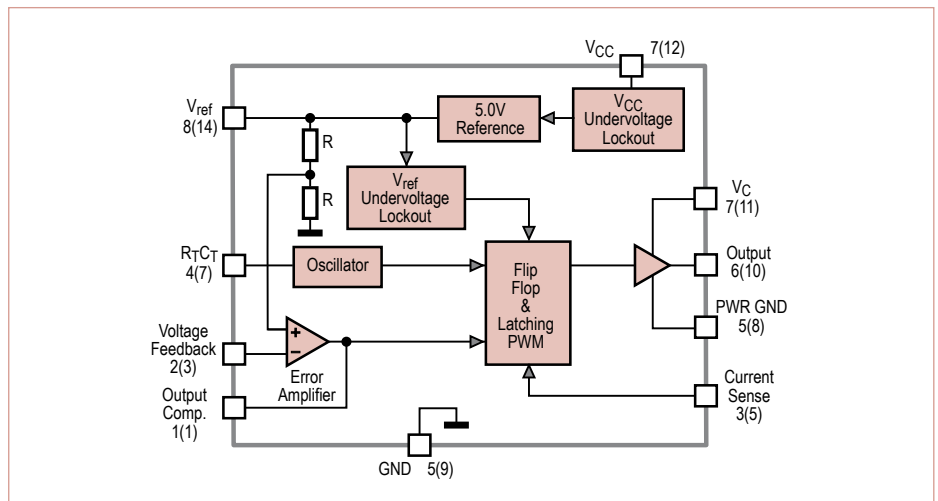 VCC 7(12)
Vref
8(14)
5.0V
Reference
VCC
Undervoltage
Lockout
R
R
Vref
Undervoltage
Lockout
VC
7(11)
RTCT
4(7)
Oscillator
Flip
Flop
&
Latching
PWM
Output
6(10)
PWR GND
5(8)
Voltage
Feedback
2(3)
+
−
Error
Amplifier
Output
Comp.
1(1)
Current
Sense
3(5)
GND 5(9)